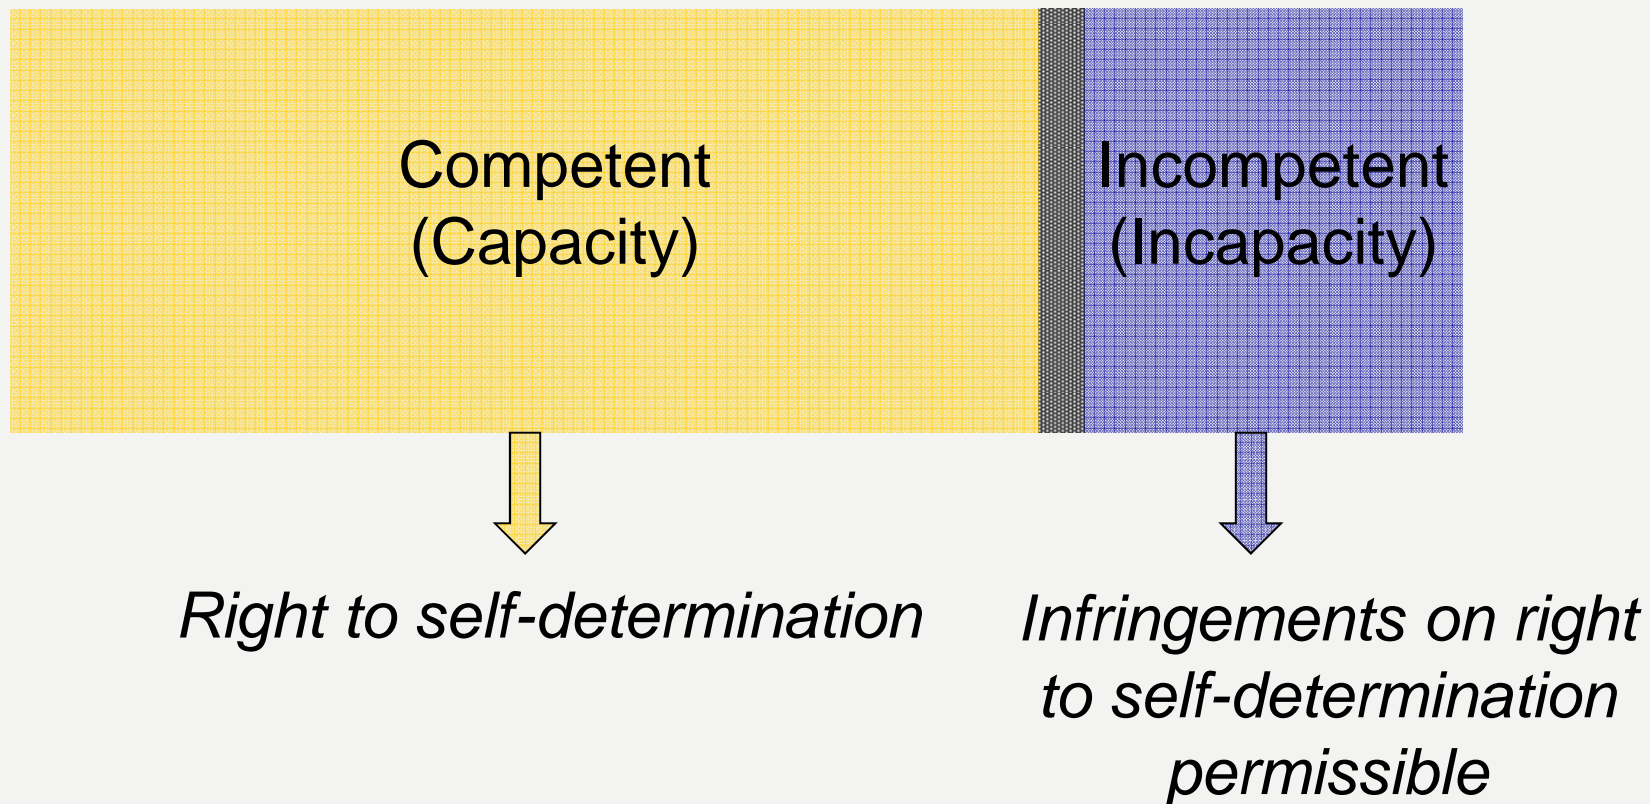 Competent
(Capacity)
Incompetent
(Incapacity)
Right to self-determination
Infringements on right
to self-determination
permissible